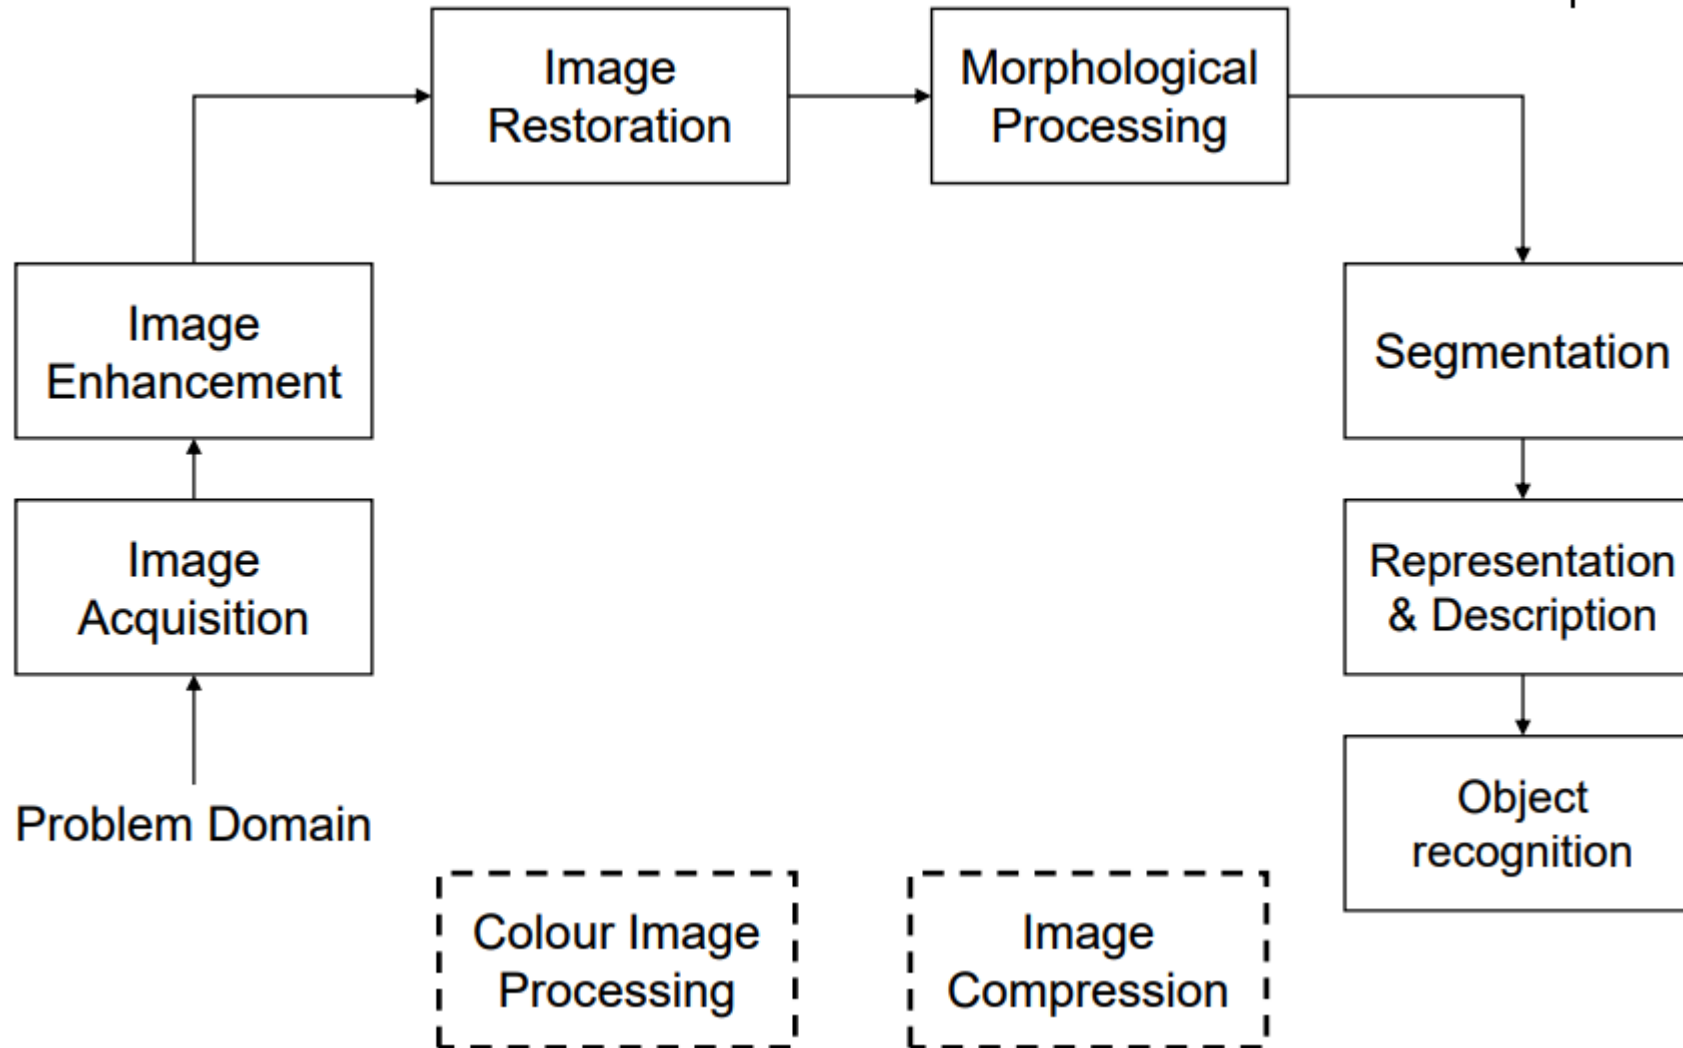 Image
Restoration
Morphological
Processing
Image
Enhancement
Segmentation
Image
Acquisition
Representation
& Description
Problem Domain
Object
recognition
Colour Image
Processing
Image
Compression